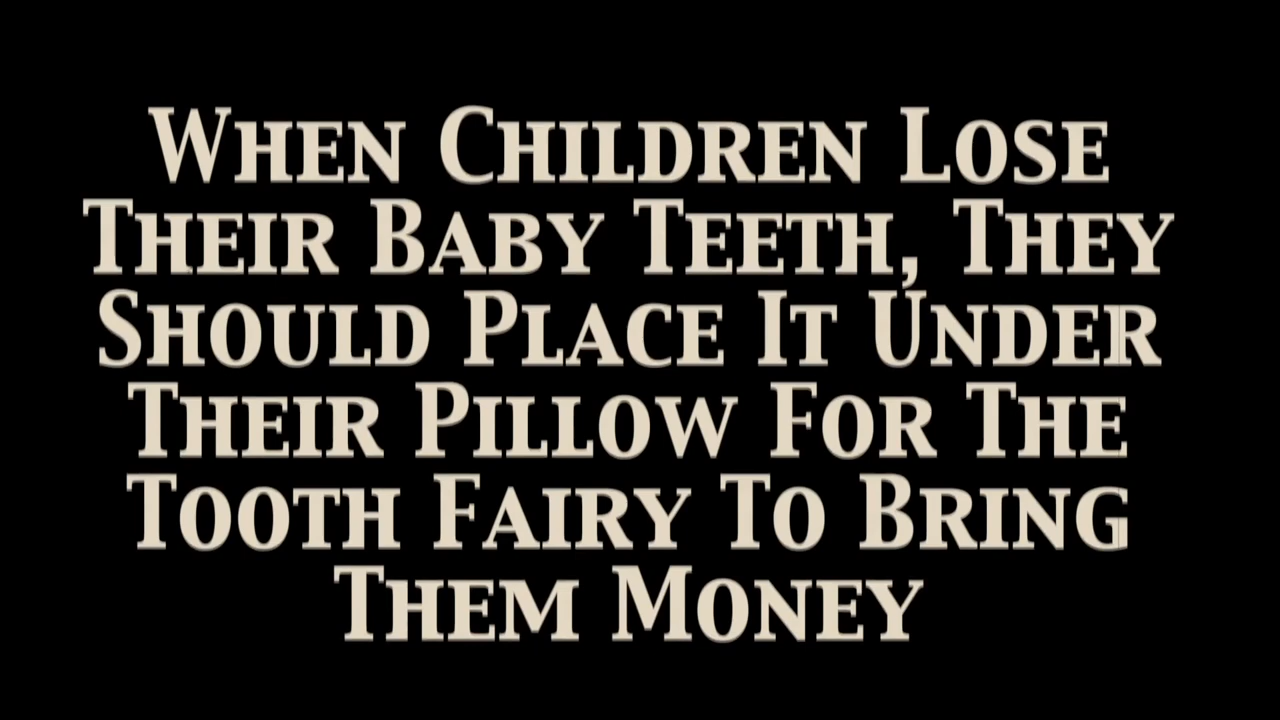 When Children Lose
Their Baby Teeth, They
Should Place It Under
Their Pillow For The
Tooth Fairy To Bring
Them Money